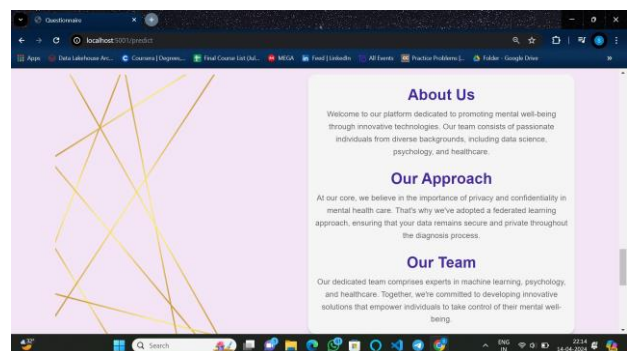 Questionnaire
localhost:5001/predict
Apps
Data Lakehouse Arc...
Coursera | Degrees,...
Final Course List (Jul...
MEGA
Feed | LinkedIn
All Events
Practice Problems |...
Folder - Google Drive
About Us
Welcome to our platform dedicated to promoting mental well-being
through innovative technologies. Our team consists of passionate
individuals from diverse backgrounds, including data science,
psychology, and healthcare.
Our Approach
At our core, we believe in the importance of privacy and confidentiality in
mental health care. That's why we've adopted a federated learning
approach, ensuring that your data remains secure and private throughout
the diagnosis process.
Our Team
Our dedicated team comprises experts in machine learning, psychology,
and healthcare. Together, we're committed to developing innovative
solutions that empower individuals to take control of their mental well-
being.
Search
ENG
IN
22:14
14-04-2024